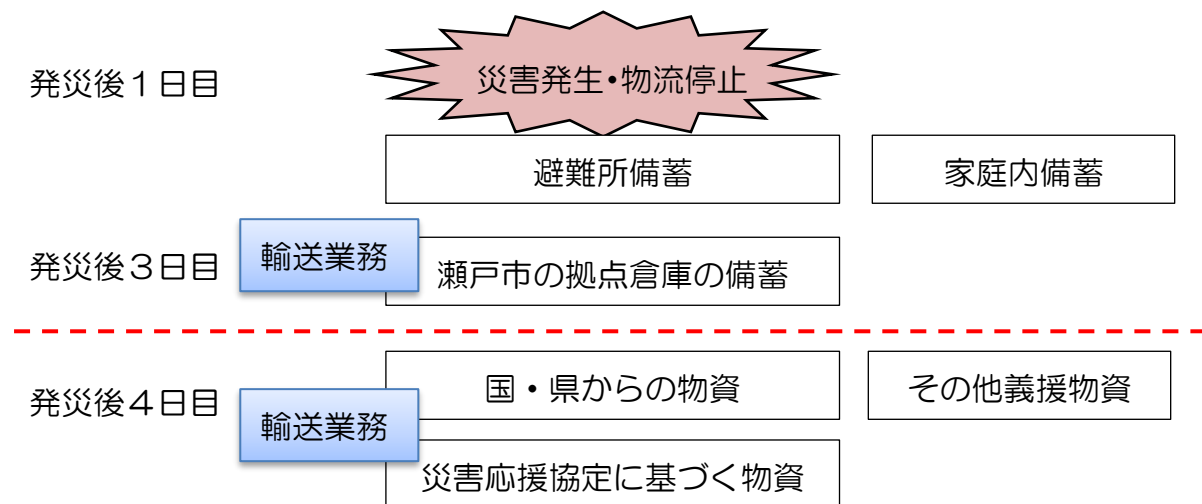 発災後１日目
災害発生・物流停止
避難所備蓄
家庭内備蓄
発災後３日目
輸送業務
瀬戸市の拠点倉庫の備蓄
国・県からの物資
その他義援物資
発災後４日目
輸送業務
災害応援協定に基づく物資